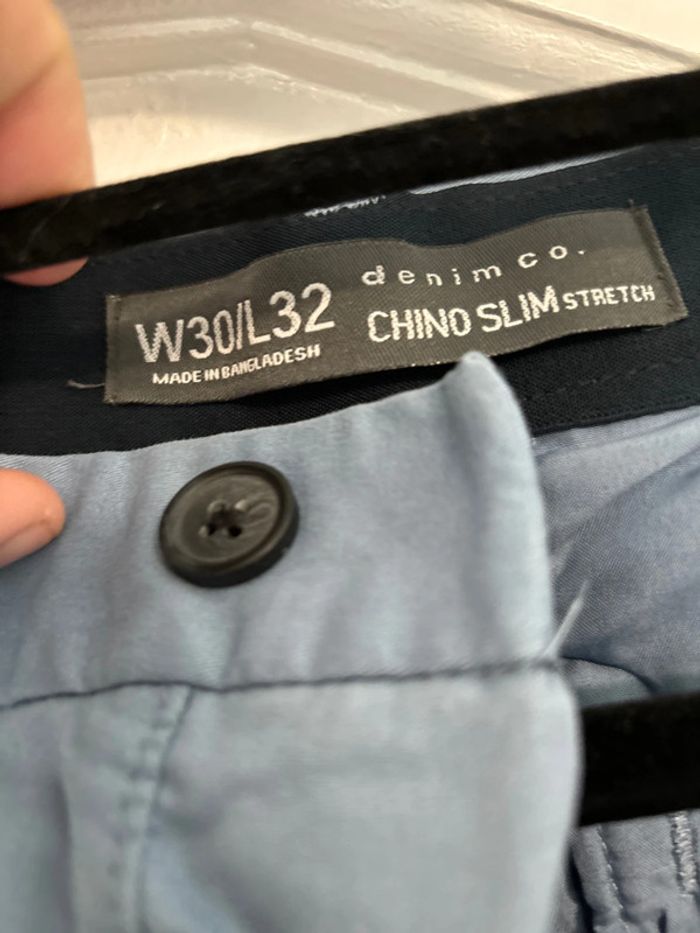 denim co.
W30/L32
CHINO SLIM STRETCH
MADE IN BANGLADESH